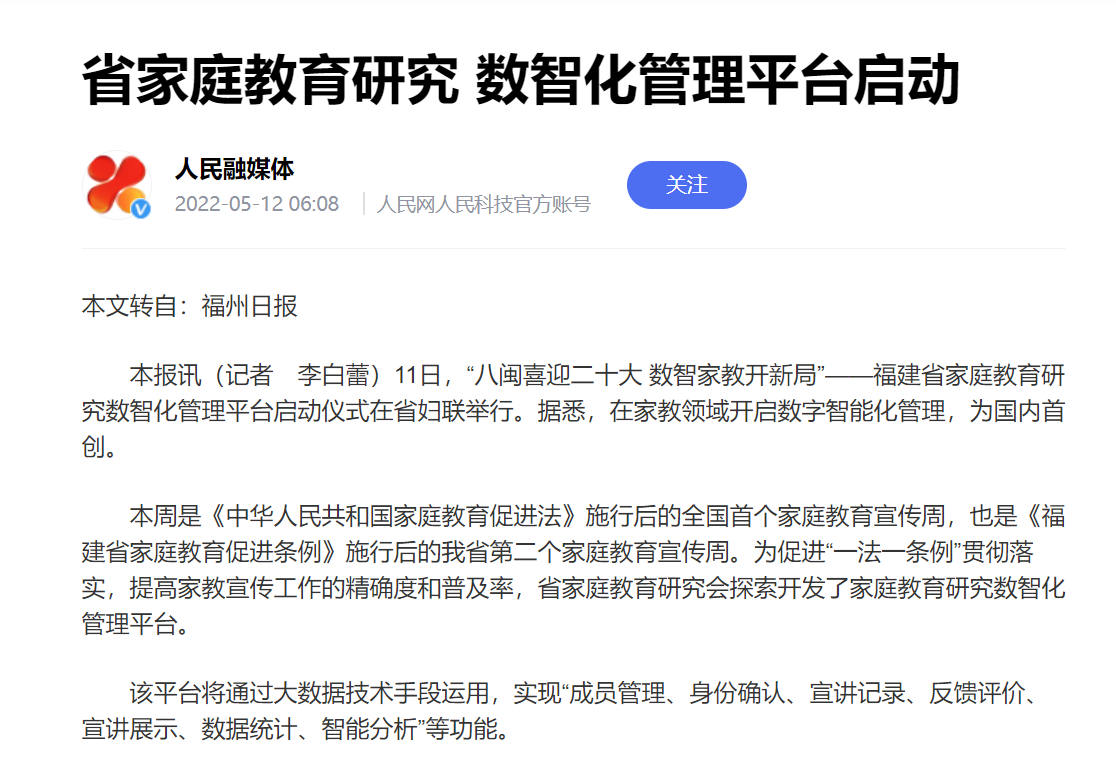 省家庭教育研究 数智化管理平台启动
人民融媒体
2022-05-12 06:08
人民网人民科技官方账号
关注
本文转自：福州日报
本报讯（记者　李白蕾）11日，“八闽喜迎二十大 数智家教开新局”——福建省家庭教育研
究数智化管理平台启动仪式在省妇联举行。据悉，在家教领域开启数字智能化管理，为国内首
创。
本周是《中华人民共和国家庭教育促进法》施行后的全国首个家庭教育宣传周，也是《福
建省家庭教育促进条例》施行后的我省第二个家庭教育宣传周。为促进“一法一条例”贯彻落
实，提高家教宣传工作的精确度和普及率，省家庭教育研究会探索开发了家庭教育研究数智化
管理平台。
该平台将通过大数据技术手段运用，实现“成员管理、身份确认、宣讲记录、反馈评价、
宣讲展示、数据统计、智能分析”等功能。